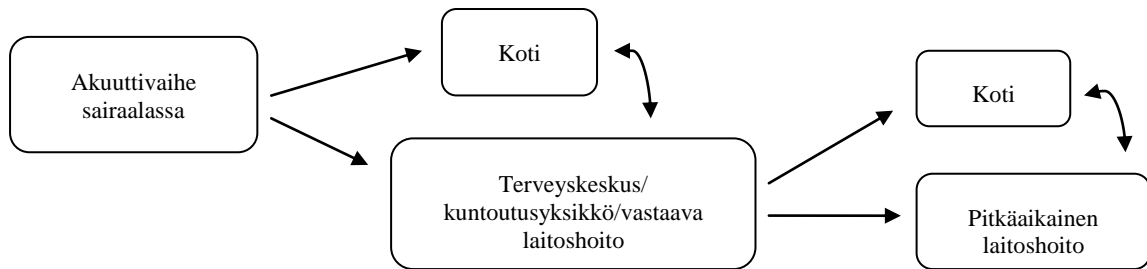 Akuuttivaihe
sairaalassa
Koti
Terveyskeskus/
kuntoutusyksikkö/vastaava
laitoshoito
Koti
Pitkäaikainen
laitoshoito